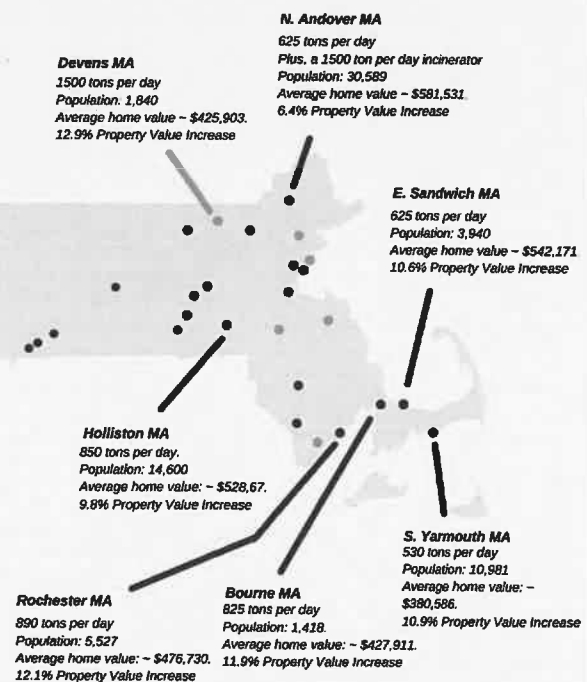 N. Andover MA
625 tons per day
Plus, a 1500 ton per day incinerator
Population: 30,589
Average home value ~ $581,531.
6.4% Property Value Increase
Devens MA
1500 tons per day
Population. 1,840
Average home value ~ $425,903.
12.9% Property Value Increase
E. Sandwich MA
625 tons per day
Population: 3,940
Average home value ~ $542,171
10.6% Property Value Increase
Holliston MA
850 tons per day.
Population: 14,600
Average home value: ~ $528,67.
9.8% Property Value Increase
S. Yarmouth MA
530 tons per day
Population: 10,981
Average home value: ~
$380,586.
10.9% Property Value Increase
Rochester MA
890 tons per day
Population: 5,527
Average home value: ~ $476,730.
12.1% Property Value Increase
Bourne MA
825 tons per day
Population: 1,418.
Average home value: ~ $427,911.
11.9% Property Value Increase